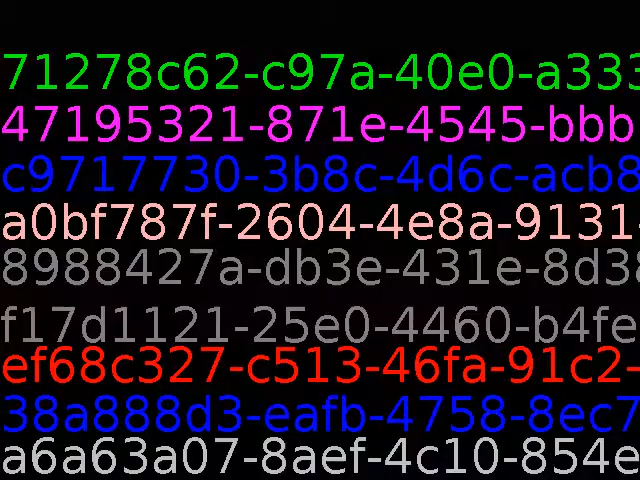 71278c62-c97a-40e0-a333
47195321-871e-4545-bbb
c9717730-3b8c-4d6c-acb8
a0bf787f-2604-4e8a-9131-
8988427a-db3e-431e-8d38
f17d1121-25e0-4460-b4fe
ef68c327-c513-46fa-91c2-
38a888d3-eafb-4758-8ec7
a6a63a07-8aef-4c10-854e